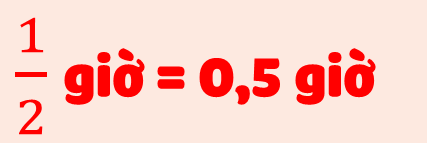 1/2 giờ = 0,5 giờ